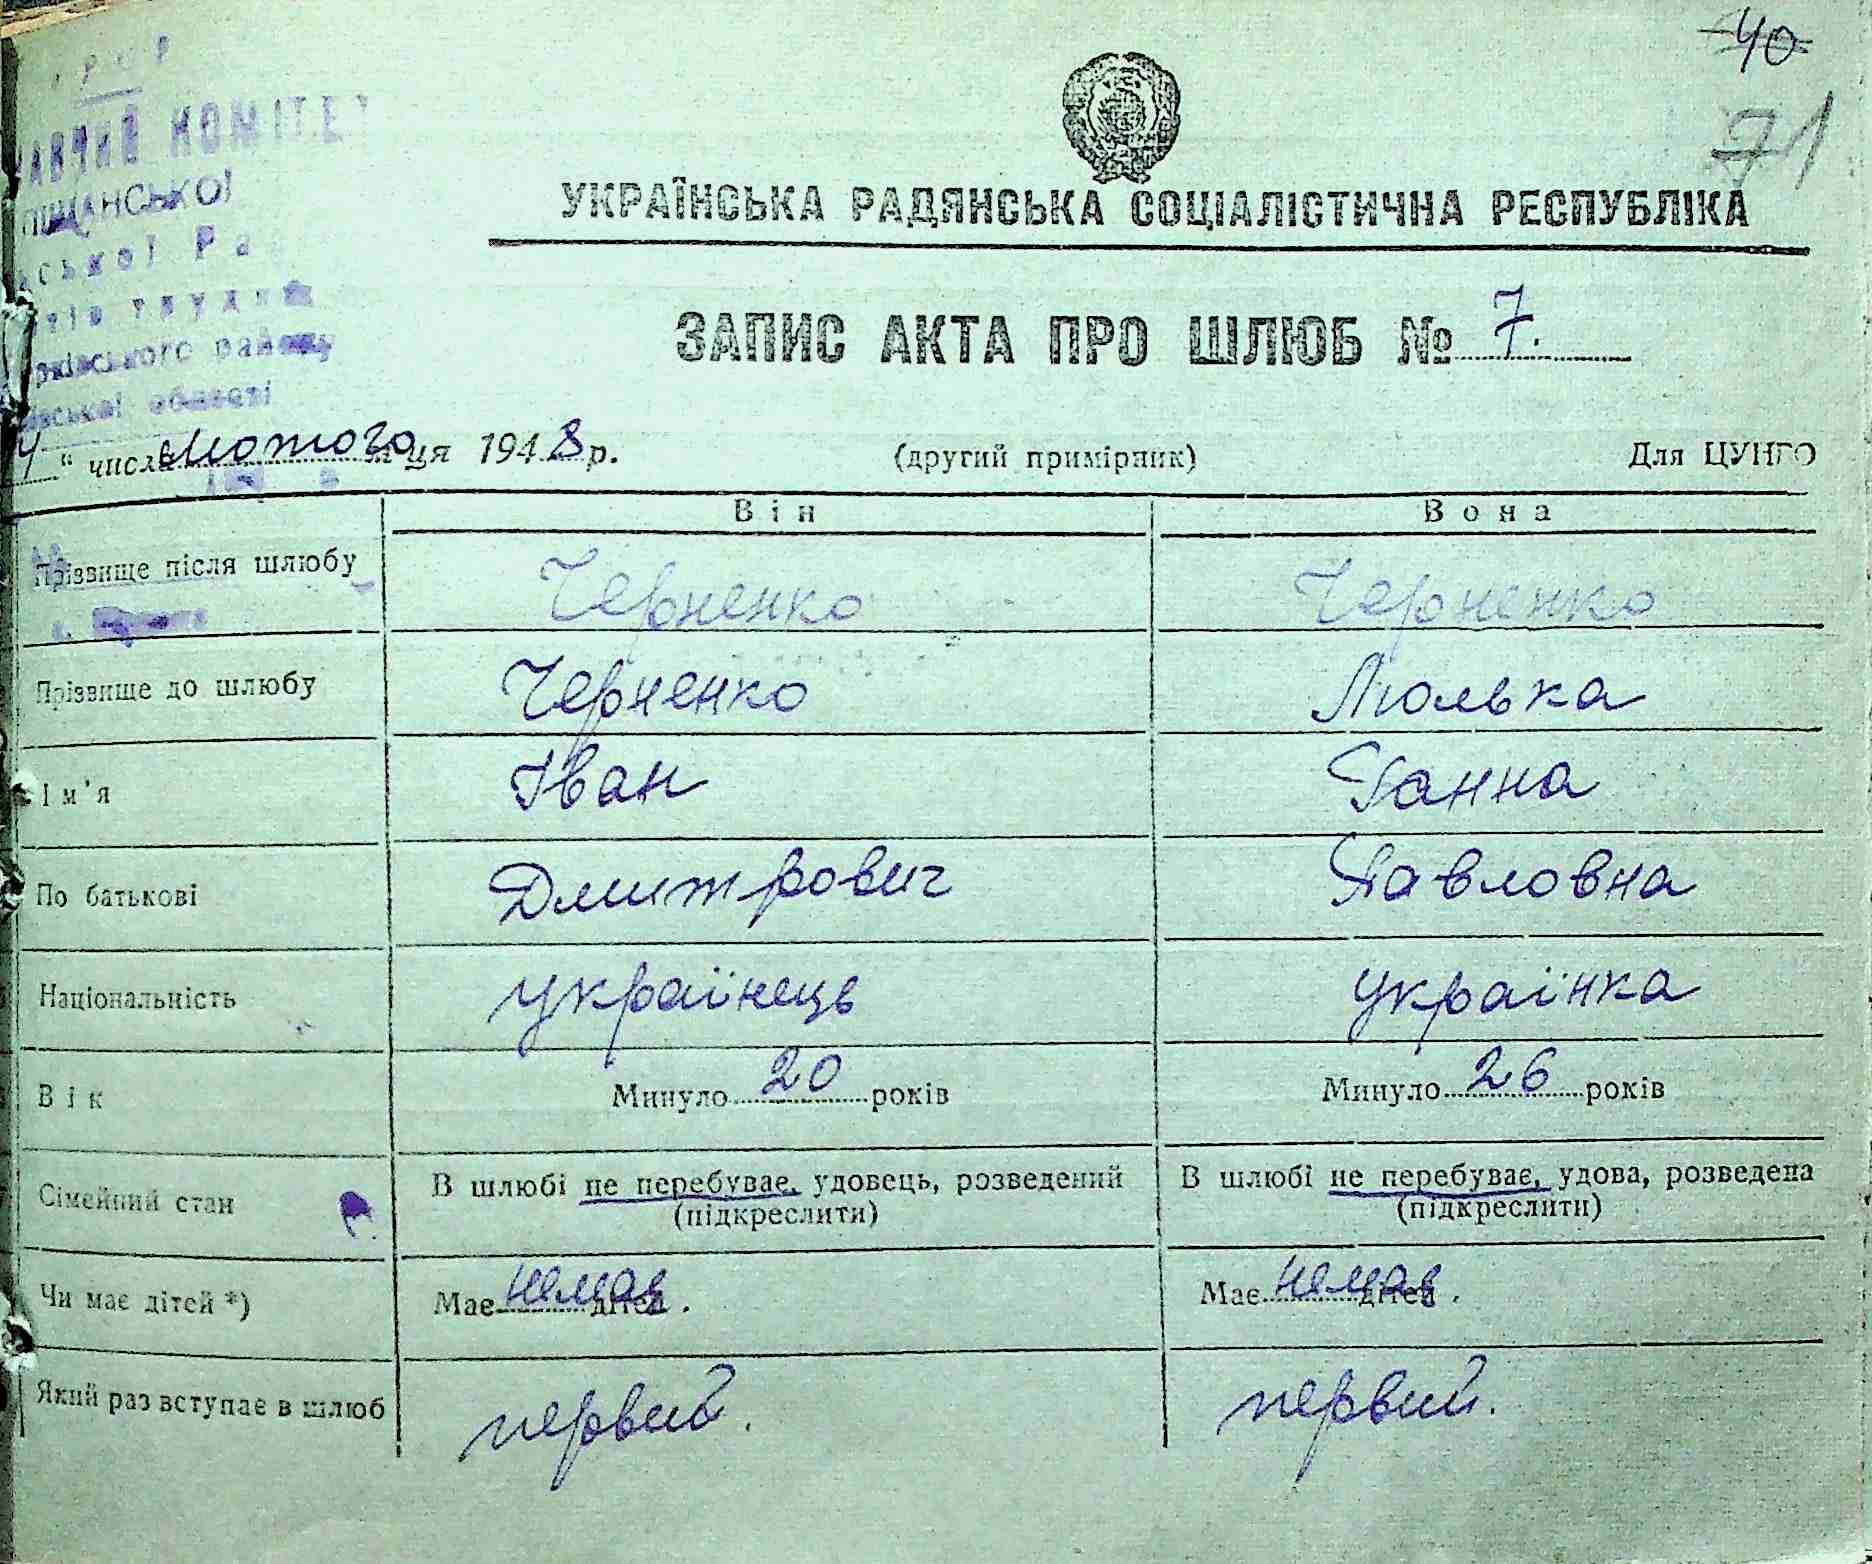 40
71
КОМІТЕТ
УКРАЇНСЬКА РАДЯНСЬКА СОЦІАЛІСТИЧНА РЕСПУБЛІКА
ЗАПИС АКТА ПРО ШЛЮБ № 7.
" числа лютого ця 1948 р. (другий примірник) Для ЦУНГО
Він Вона
Прізвище після шлюбу Черненко Черненко
Прізвище до шлюбу Черненко Люлька
Ім'я Іван Ганна
По батькові Дмитрович Павловна
Національність українець українка
Вік Минуло 20 років Минуло 26 років
Сімейний стан В шлюбі не перебуває, удовець, розведений В шлюбі не перебуває, удова, розведена
(підкреслити) (підкреслити)
Чи має дітей *) Має немає дітей. Має немає дітей.
Який раз вступає в шлюб первий. первий.